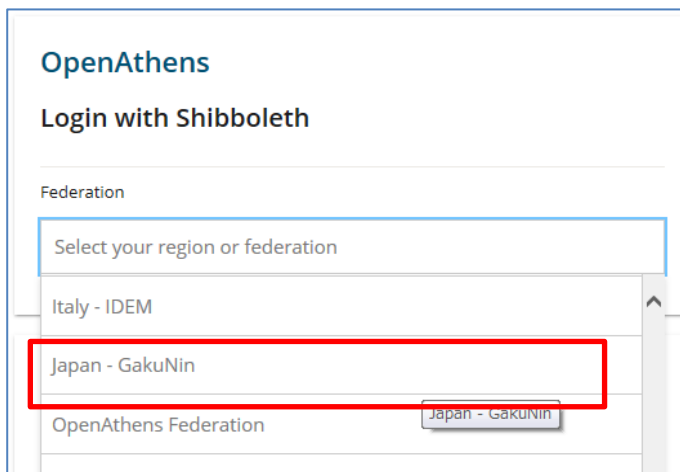 OpenAthens
Login with Shibboleth
Federation
Select your region or federation
Italy - IDEM
Japan - GakuNin
Japan - GakuNin
OpenAthens Federation